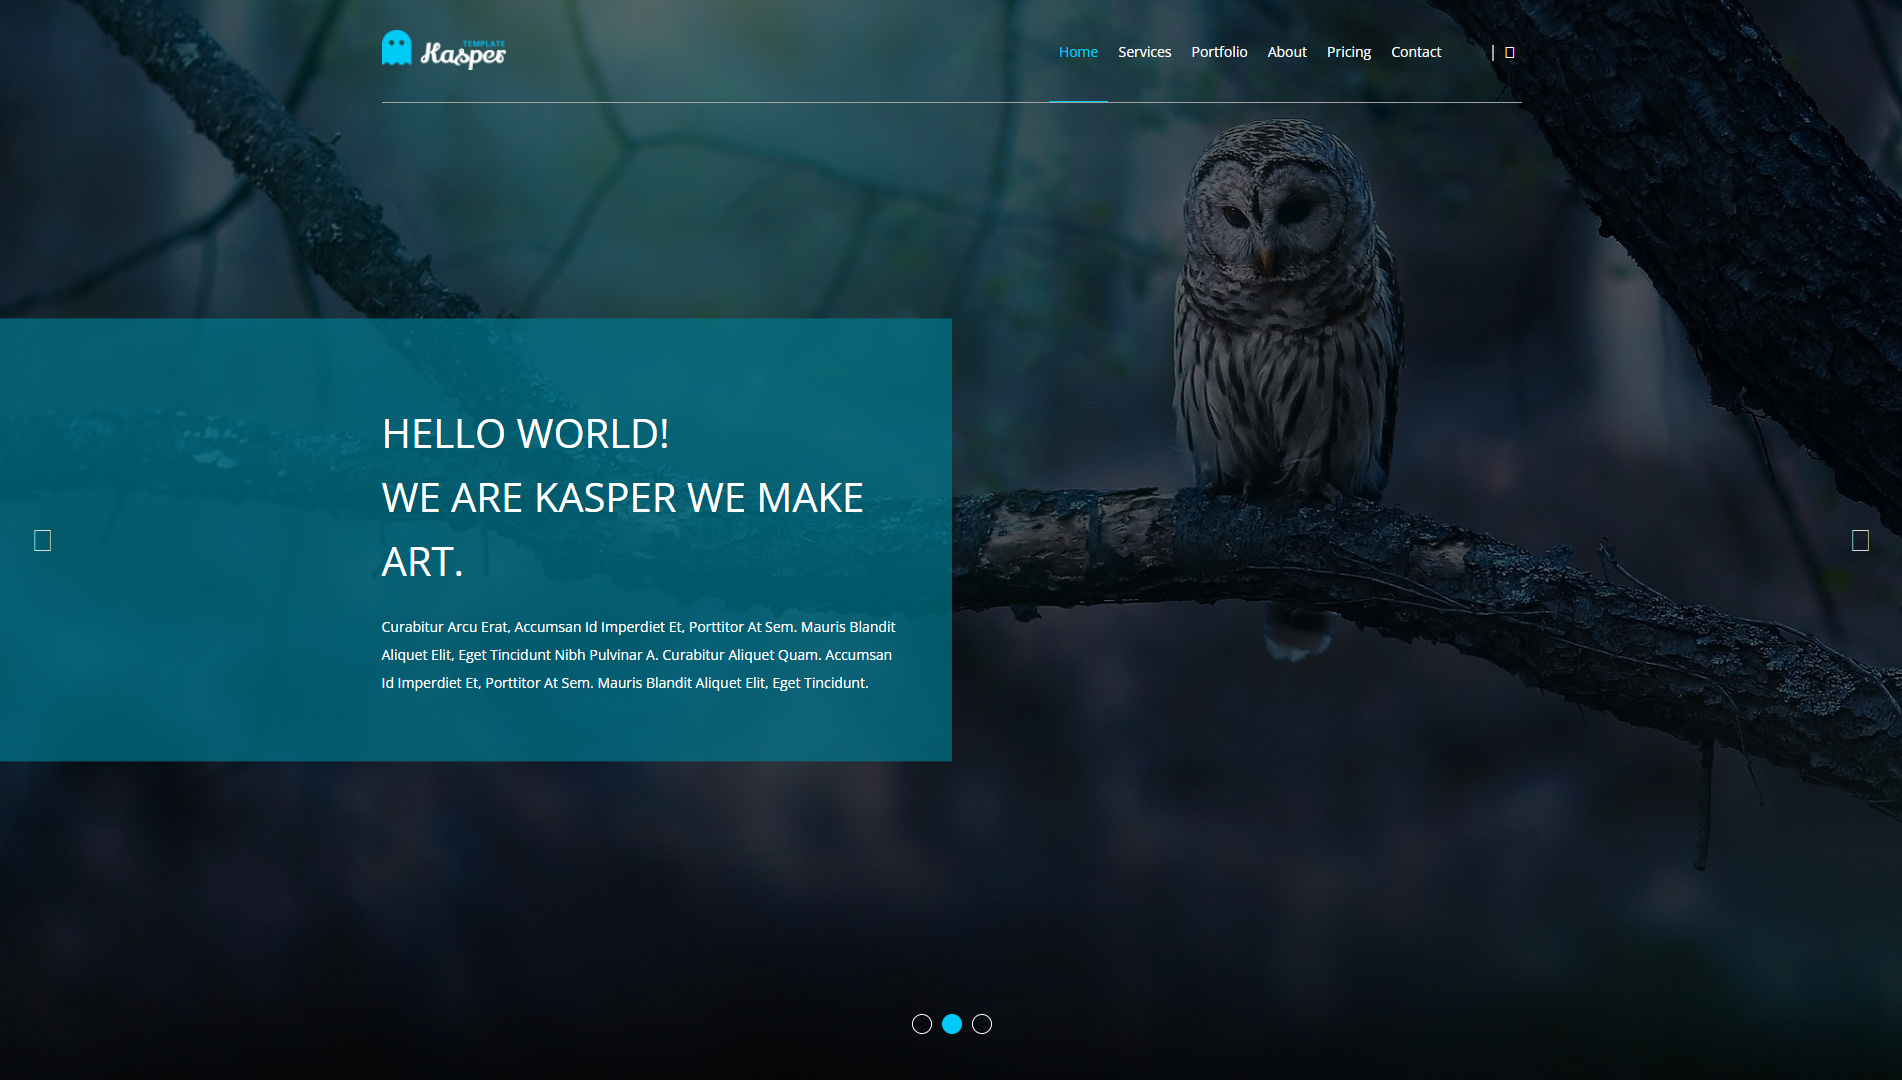 TEMPLATE
Kasper
Home Services Portfolio About Pricing Contact |
HELLO WORLD!
WE ARE KASPER WE MAKE
ART.
Curabitur Arcu Erat, Accumsan Id Imperdiet Et, Porttitor At Sem. Mauris Blandit
Aliquet Elit, Eget Tincidunt Nibh Pulvinar A. Curabitur Aliquet Quam. Accumsan
Id Imperdiet Et, Porttitor At Sem. Mauris Blandit Aliquet Elit, Eget Tincidunt.